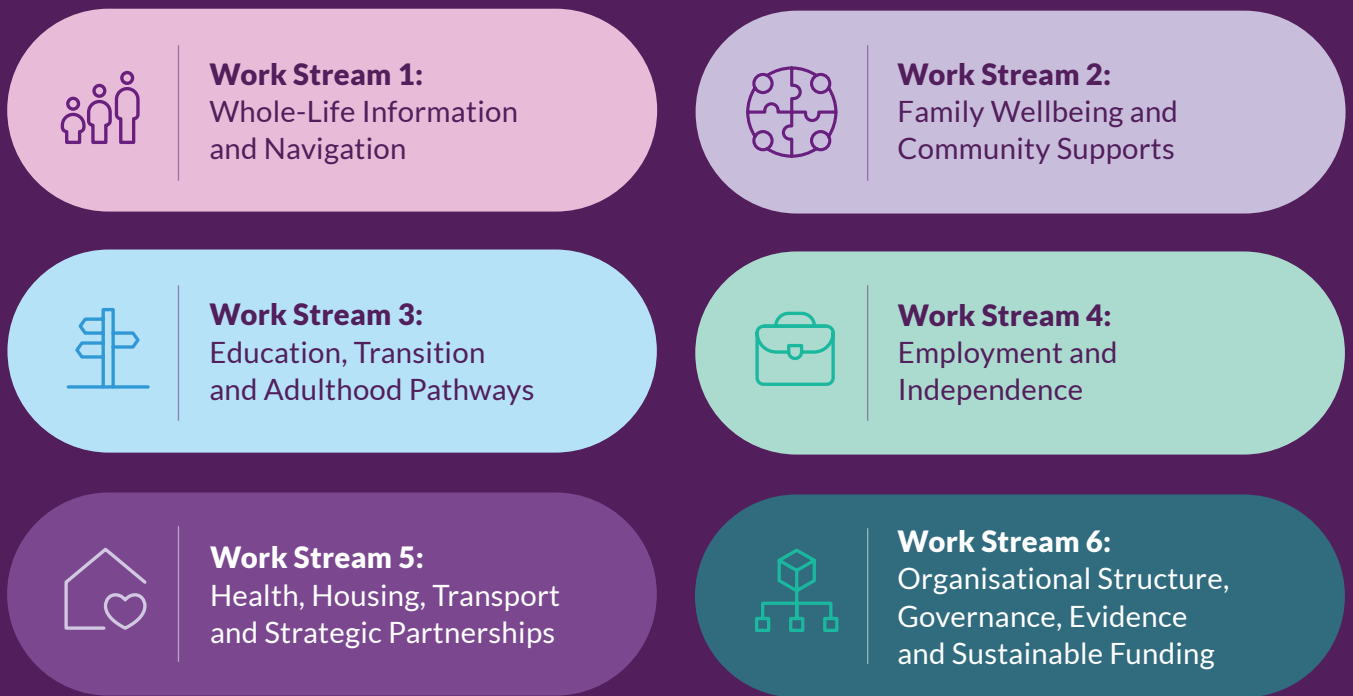 Work Stream 1:
Whole-Life Information
and Navigation
Work Stream 2:
Family Wellbeing and
Community Supports
Work Stream 3:
Education, Transition
and Adulthood Pathways
Work Stream 4:
Employment and
Independence
Work Stream 5:
Health, Housing, Transport
and Strategic Partnerships
Work Stream 6:
Organisational Structure,
Governance, Evidence
and Sustainable Funding